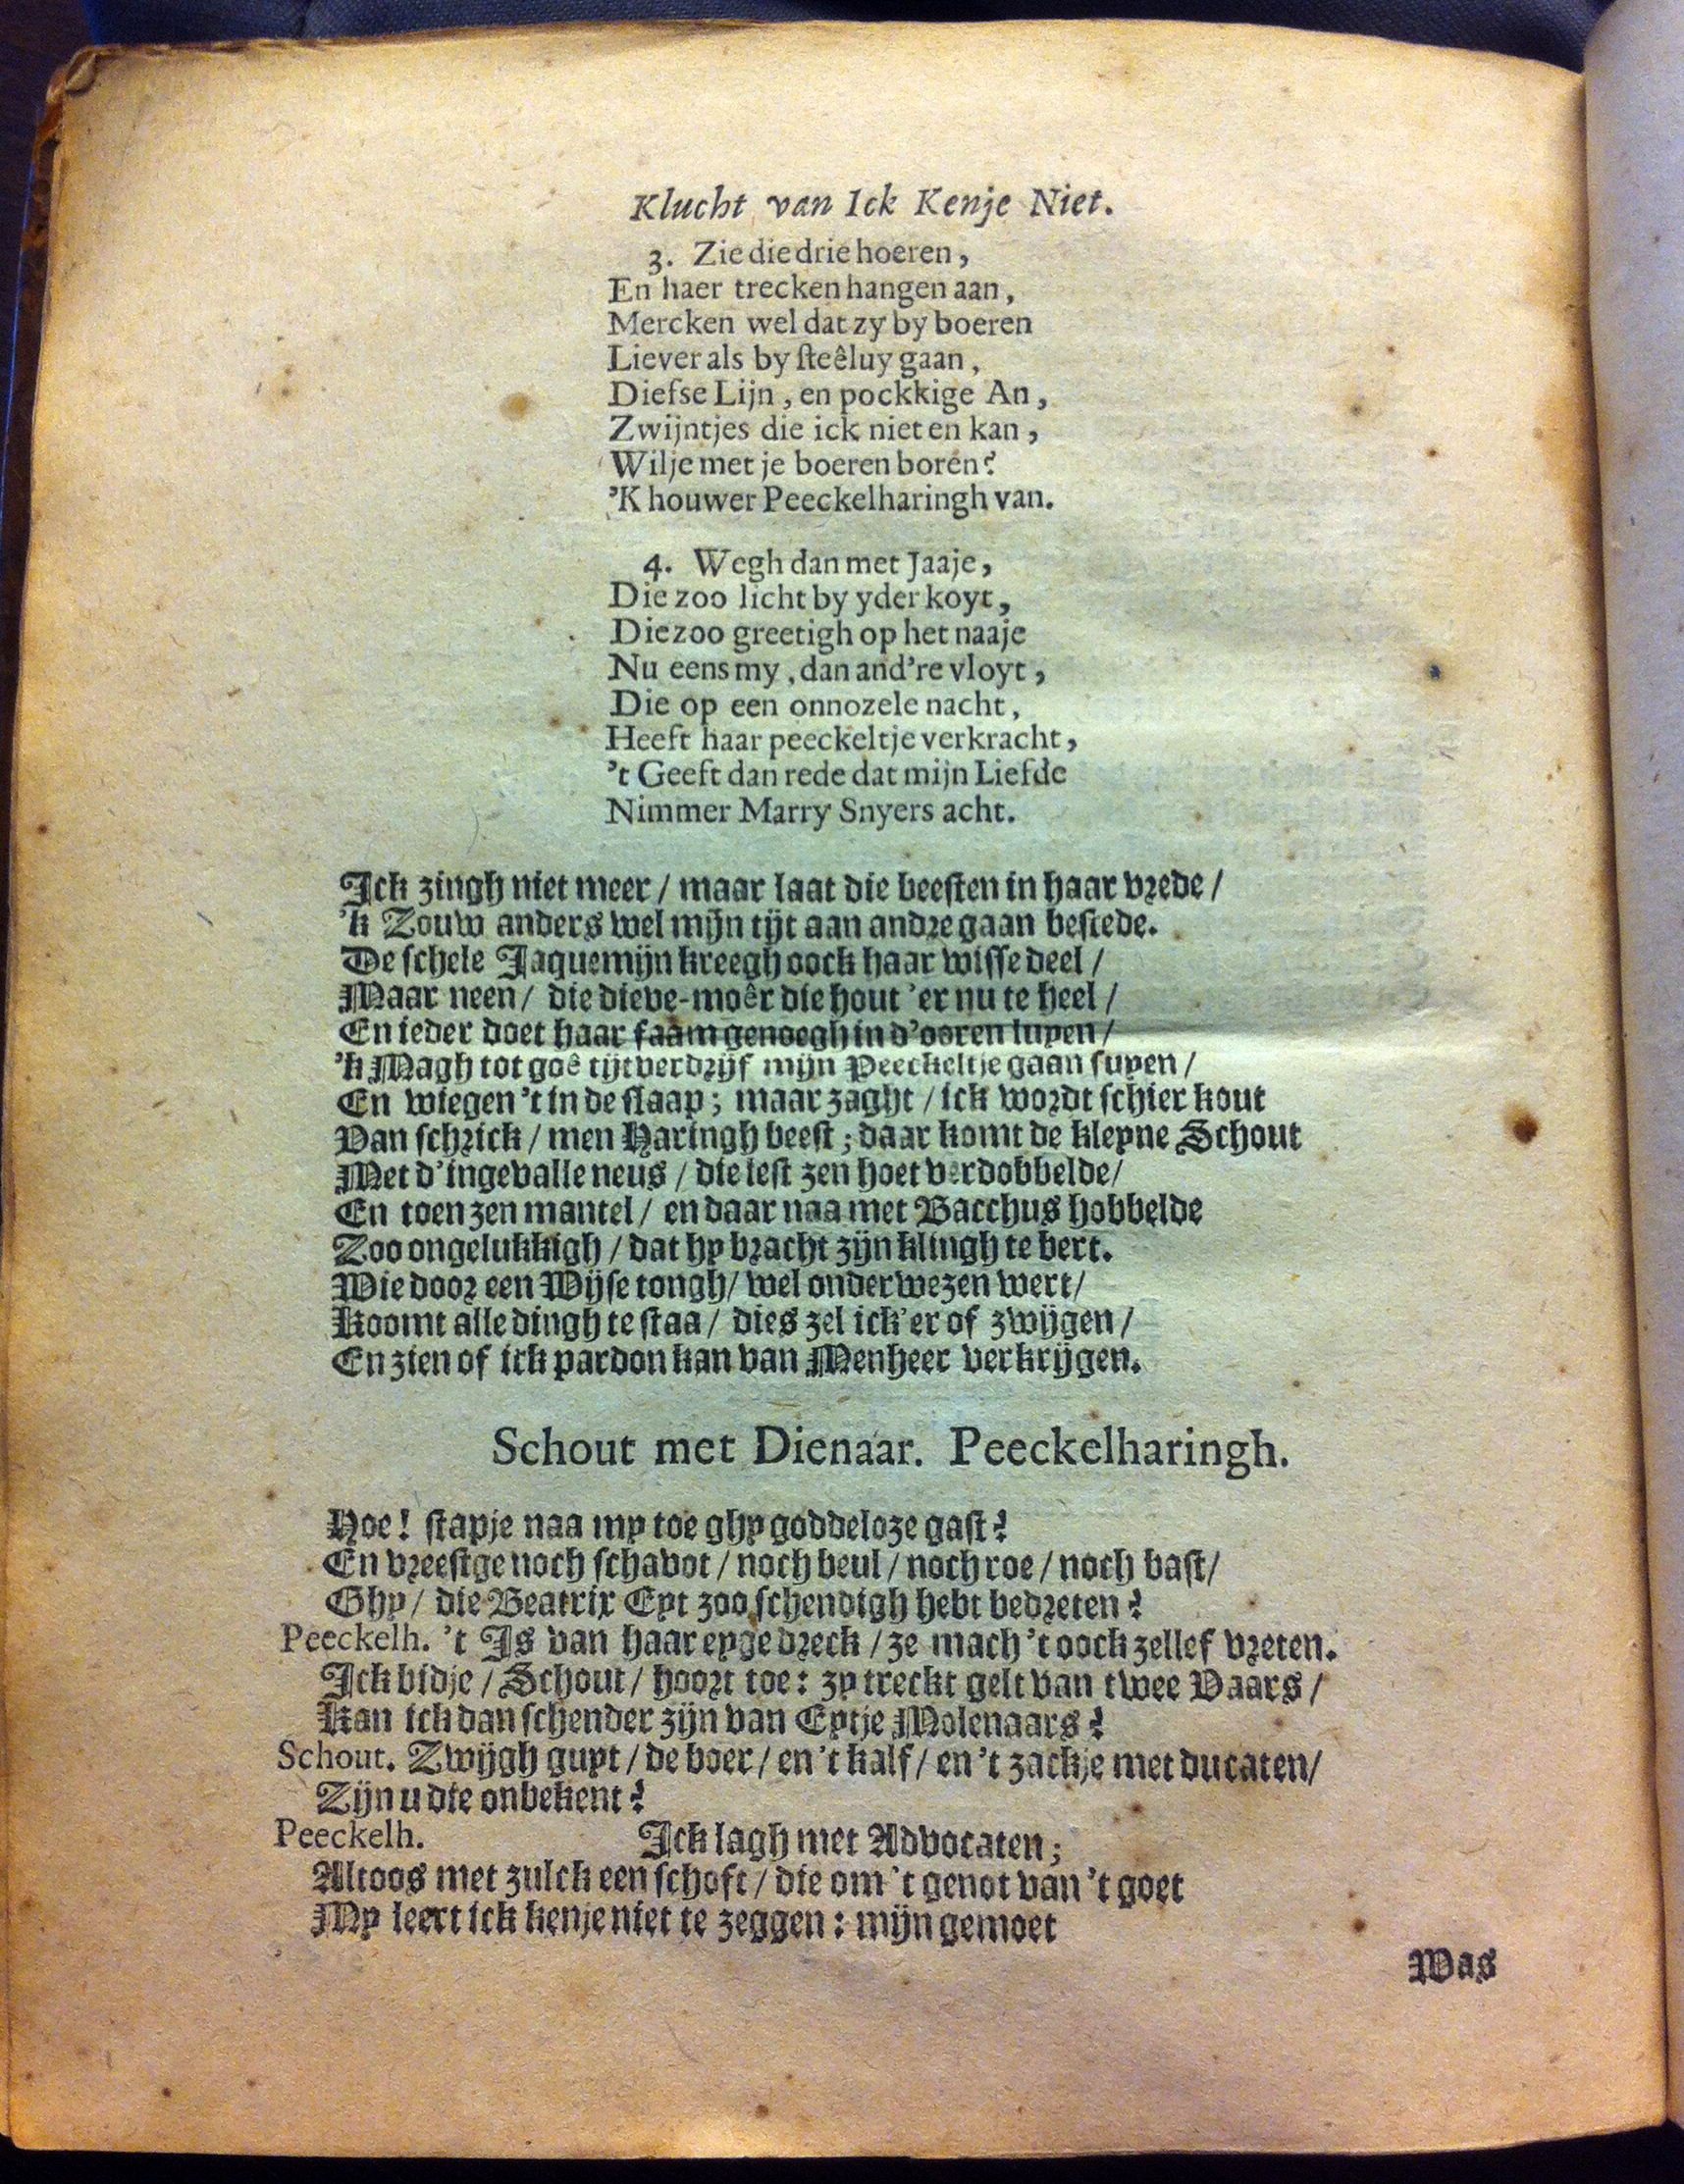 Klucht van Ick Kenje Niet.
3. Zie die drie hoeren,
En haer trecken hangen aan,
Mercken wel dat zy by boeren
Liever als by steêluy gaan,
Diefse Lijn, en pockkige An,
Zwijntjes die ick niet en kan,
Wilje met je boeren boren?
'K houwer Peeckelharingh van.
4. Wegh dan met Jaaje,
Die zoo licht by yder koyt,
Die zoo greetigh op het naaje
Nu eens my, dan and're vloyt,
Die op een onnozele nacht,
Heeft haar peeckeltje verkracht,
't Geeft dan rede dat mijn Liefde
Nimmer Marry Snyers acht.
Ick zingh niet meer / maar laat die beesten in haar vrede /
'k Zouw anders wel mijn tijt aan andre gaan bestede.
De schele Jaquemijn kreegh oock haar wisse deel /
Maar neen / die dieve-moêr die hout 'er nu te heel /
En ieder doet haar faam genoegh in d'ooren luyen /
'k Magh tot goê tijtverdrijf mijn Peeckeltje gaan suyen /
En wiegen 't in de slaap; maar zaght / ick wordt schier kout
Van schrick / men Haringh beest; daar komt de kleyne Schout
Met d'ingevalle neus / die lest zen hoet verdobbelde /
En toen zen mantel / en daar naa met Bacchus hobbelde
Zoo ongelukkigh / dat hy bracht zijn klingh te bert.
Wie door een Wijse tongh / wel onderwezen wert /
Koomt alle dingh te staa / dies zel ick 'er of zwijgen /
En zien of ick pardon kan van Menheer verkrijgen.
Schout met Dienaar. Peeckelharingh.
Hoe! stapje naa my toe ghy goddeloze gast?
En vreestge noch schavot / noch beul / noch roe / noch bast /
Ghy / die Beatrix Eyt zoo schendigh hebt bedreten?
Peeckelh. 't Is van haar eyge dreck / ze mach 't oock zellef vreten.
Ick bidje / Schout / hoort toe: zy treckt gelt van twee Vaars /
Kan ick dan schender zijn van Eytje Molenaars?
Schout. Zwijgh guyt / de boer / en 't kalf / en 't zackje met ducaten /
Zijn u die onbekent?
Peeckelh. Ick lagh met Advocaten;
Altoos met zulck een schoft / die om 't genot van 't goet
My leert ick kenje niet te zeggen: mijn gemoet
Was